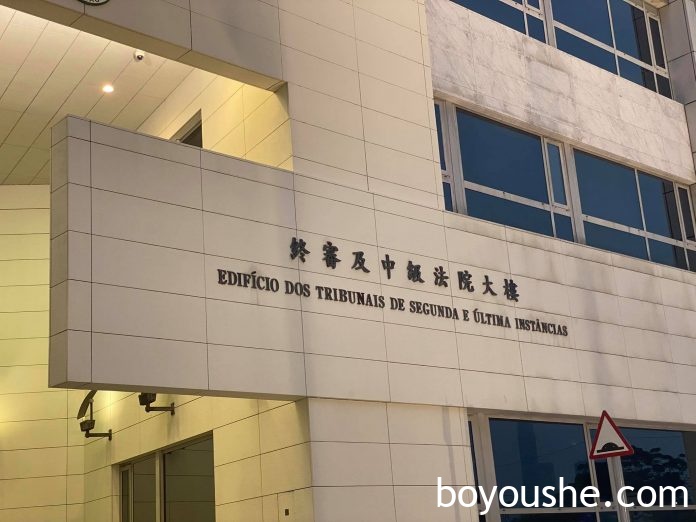 終審及中級法院大樓
EDIFÍCIO DOS TRIBUNAIS DE SEGUNDA E ÚLTIMA INSTÂNCIAS
boyoushe.com